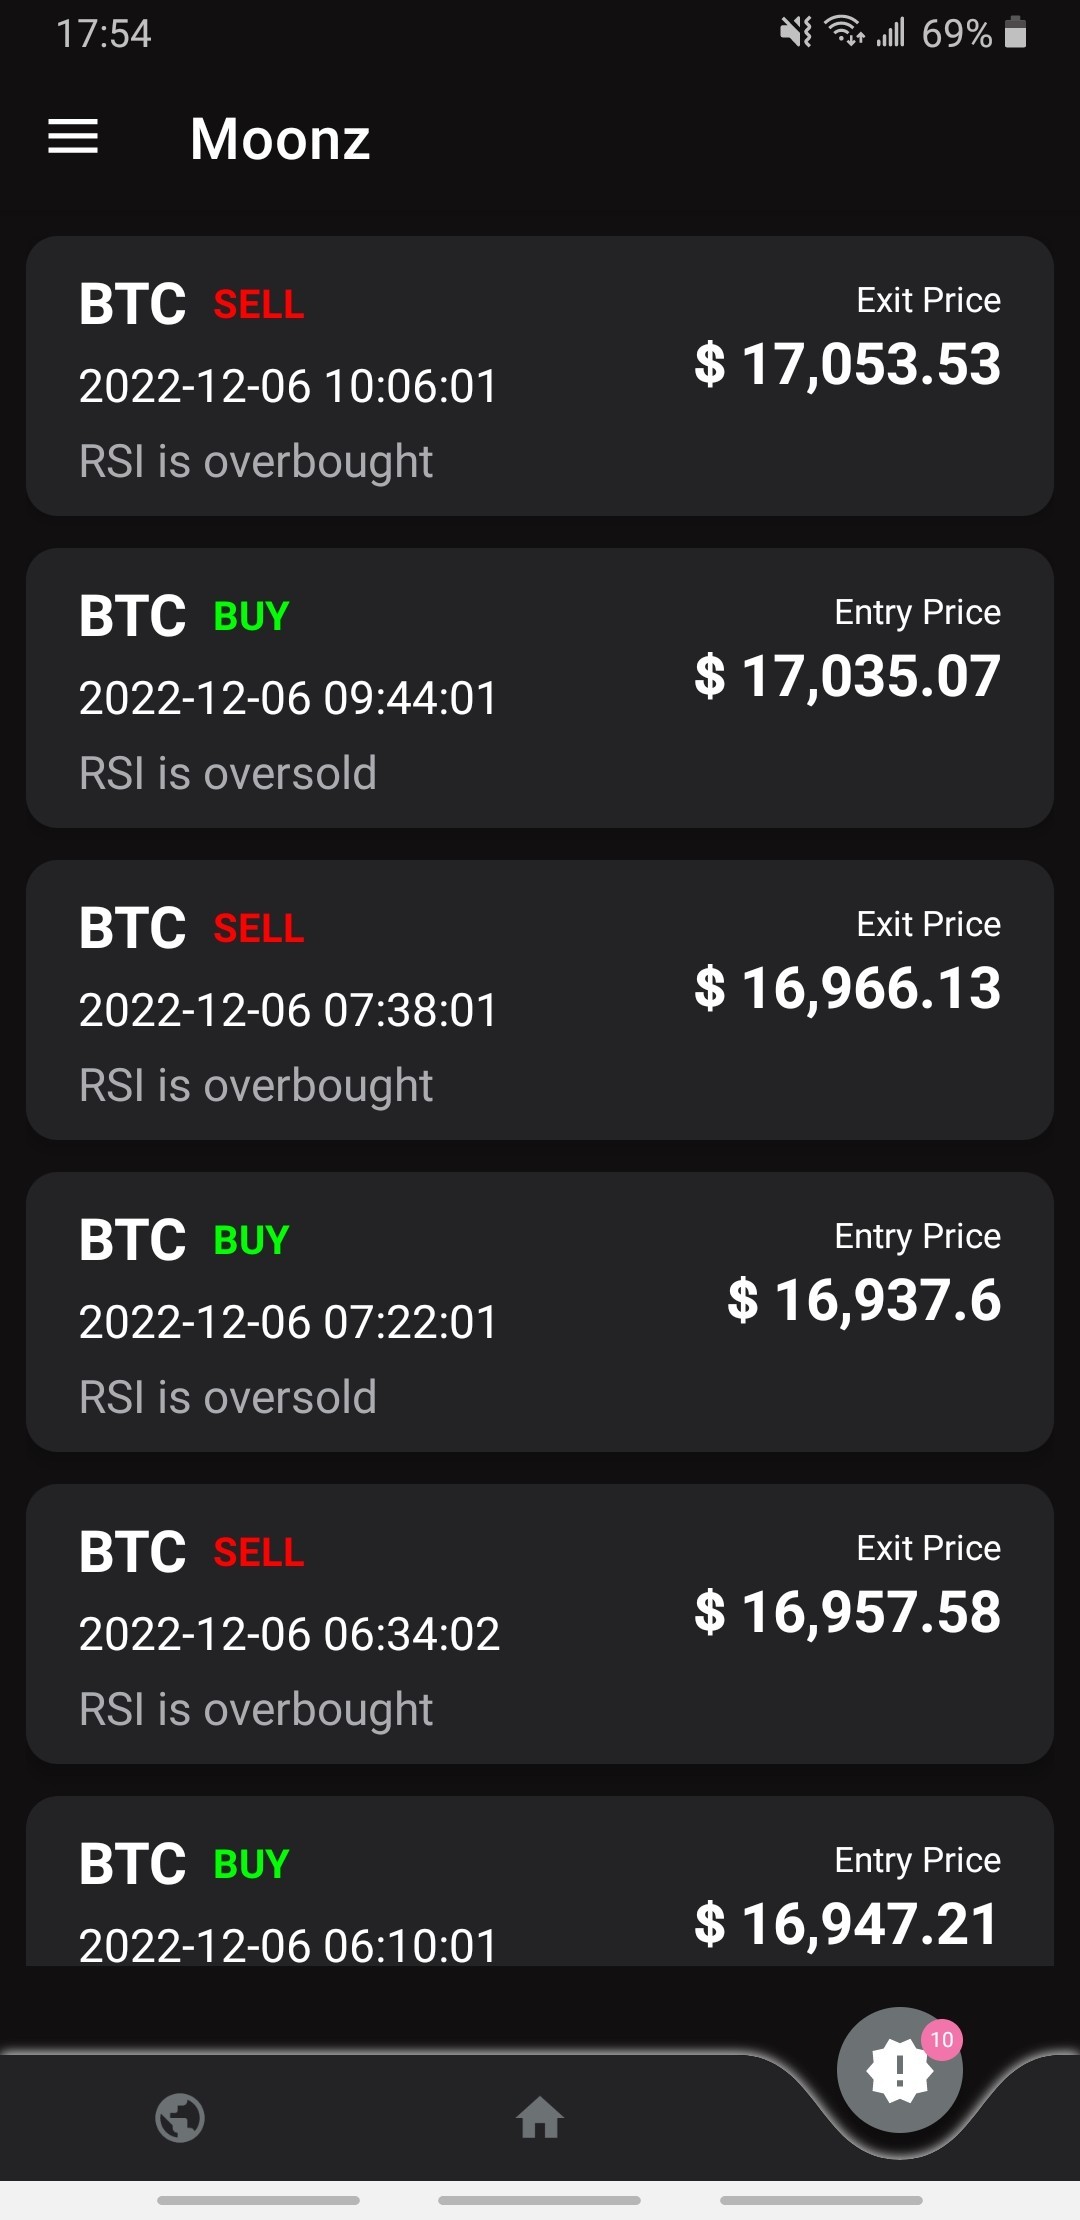 17:54 69%
Moonz
BTC SELL Exit Price
$ 17,053.53
2022-12-06 10:06:01
RSI is overbought
BTC BUY Entry Price
$ 17,035.07
2022-12-06 09:44:01
RSI is oversold
BTC SELL Exit Price
$ 16,966.13
2022-12-06 07:38:01
RSI is overbought
BTC BUY Entry Price
$ 16,937.6
2022-12-06 07:22:01
RSI is oversold
BTC SELL Exit Price
$ 16,957.58
2022-12-06 06:34:02
RSI is overbought
BTC BUY Entry Price
$ 16,947.21
2022-12-06 06:10:01
10